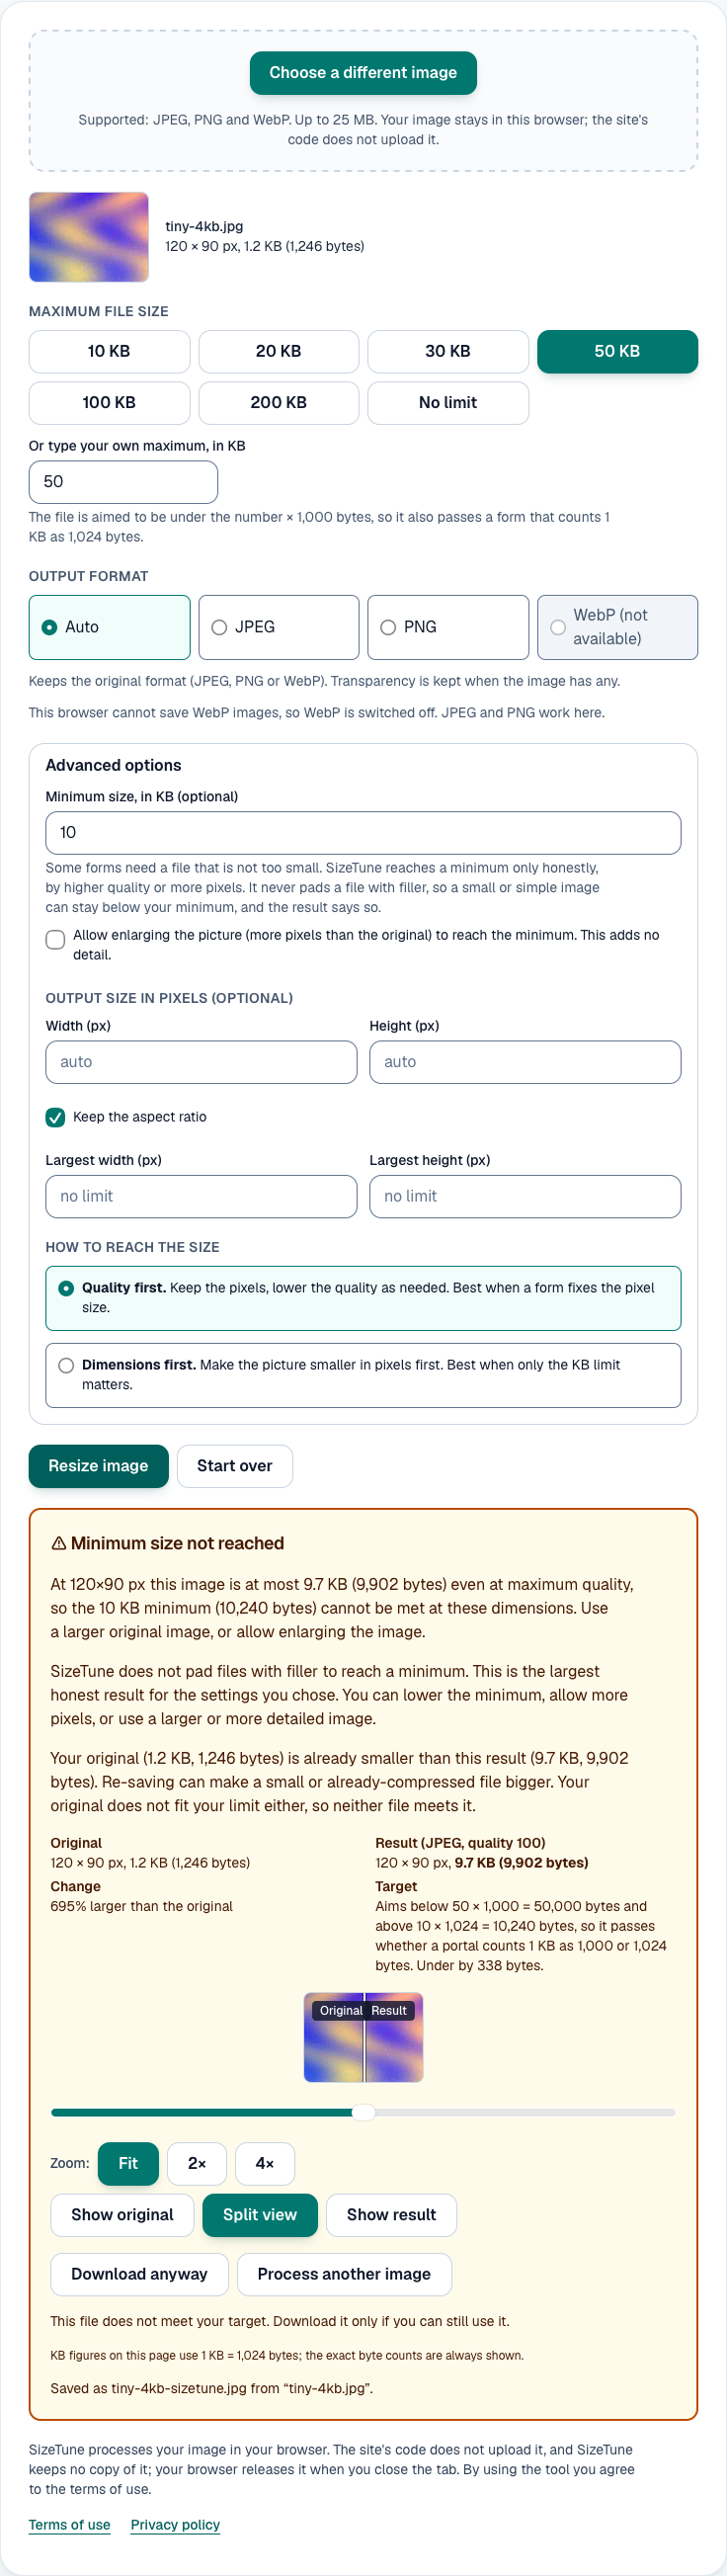 Choose a different image
Supported: JPEG, PNG and WebP. Up to 25 MB. Your image stays in this browser; the site's
code does not upload it.
tiny-4kb.jpg
120 × 90 px, 1.2 KB (1,246 bytes)
MAXIMUM FILE SIZE
10 KB
20 KB
30 KB
50 KB
100 KB
200 KB
No limit
Or type your own maximum, in KB
50
The file is aimed to be under the number × 1,000 bytes, so it also passes a form that counts 1
KB as 1,024 bytes.
OUTPUT FORMAT
Auto
JPEG
PNG
WebP (not
available)
Keeps the original format (JPEG, PNG or WebP). Transparency is kept when the image has any.
This browser cannot save WebP images, so WebP is switched off. JPEG and PNG work here.
Advanced options
Minimum size, in KB (optional)
10
Some forms need a file that is not too small. SizeTune reaches a minimum only honestly,
by higher quality or more pixels. It never pads a file with filler, so a small or simple image
can stay below your minimum, and the result says so.
Allow enlarging the picture (more pixels than the original) to reach the minimum. This adds no
detail.
OUTPUT SIZE IN PIXELS (OPTIONAL)
Width (px)
Height (px)
auto
auto
Keep the aspect ratio
Largest width (px)
Largest height (px)
no limit
no limit
HOW TO REACH THE SIZE
Quality first. Keep the pixels, lower the quality as needed. Best when a form fixes the pixel
size.
Dimensions first. Make the picture smaller in pixels first. Best when only the KB limit
matters.
Resize image
Start over
Minimum size not reached
At 120×90 px this image is at most 9.7 KB (9,902 bytes) even at maximum quality,
so the 10 KB minimum (10,240 bytes) cannot be met at these dimensions. Use
a larger original image, or allow enlarging the image.
SizeTune does not pad files with filler to reach a minimum. This is the largest
honest result for the settings you chose. You can lower the minimum, allow more
pixels, or use a larger or more detailed image.
Your original (1.2 KB, 1,246 bytes) is already smaller than this result (9.7 KB, 9,902
bytes). Re-saving can make a small or already-compressed file bigger. Your
original does not fit your limit either, so neither file meets it.
Original
120 × 90 px, 1.2 KB (1,246 bytes)
Result (JPEG, quality 100)
120 × 90 px, 9.7 KB (9,902 bytes)
Change
695% larger than the original
Target
Aims below 50 × 1,000 = 50,000 bytes and
above 10 × 1,024 = 10,240 bytes, so it passes
whether a portal counts 1 KB as 1,000 or 1,024
bytes. Under by 338 bytes.
Original
Result
Zoom:
Fit
2×
4×
Show original
Split view
Show result
Download anyway
Process another image
This file does not meet your target. Download it only if you can still use it.
KB figures on this page use 1 KB = 1,024 bytes; the exact byte counts are always shown.
Saved as tiny-4kb-sizetune.jpg from “tiny-4kb.jpg”.
SizeTune processes your image in your browser. The site's code does not upload it, and SizeTune
keeps no copy of it; your browser releases it when you close the tab. By using the tool you agree
to the terms of use.
Terms of use
Privacy policy